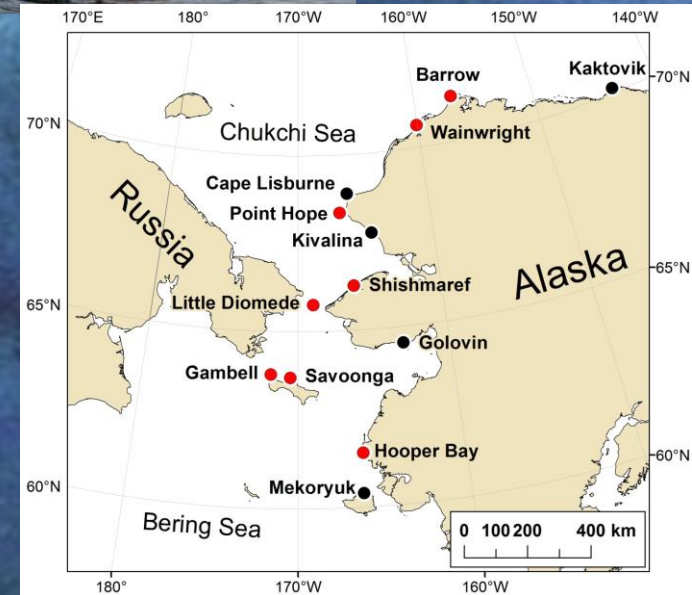 170°E 180° 170°W 160°W 150°W 140°W
Barrow
Kaktovik
70°N
70°N
Chukchi Sea
Wainwright
Cape Lisburne
Point Hope
Russia
Kivalina
Alaska
Shishmaref
65°N
65°N
Little Diomede
Golovin
Gambell
Savoonga
Hooper Bay
60°N
60°N
Mekoryuk
Bering Sea
0 100 200 400 km
180° 170°W 160°W